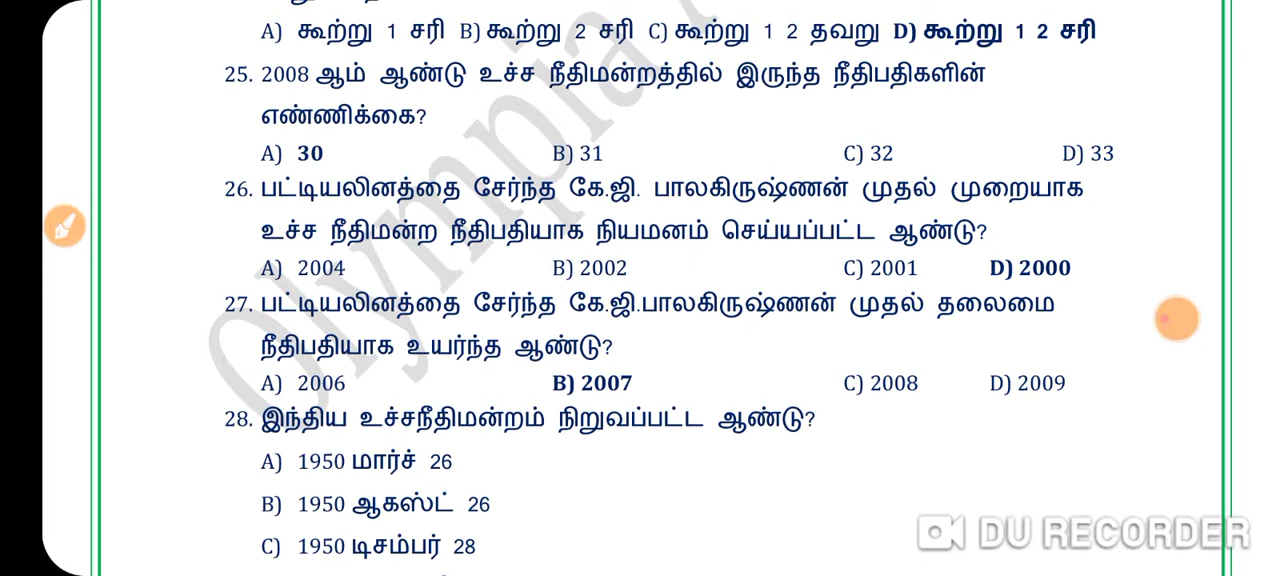 A) கூற்று 1 சரி B) கூற்று 2 சரி C) கூற்று 1 2 தவறு D) கூற்று 1 2 சரி
25. 2008 ஆம் ஆண்டு உச்ச நீதிமன்றத்தில் இருந்த நீதிபதிகளின்
எண்ணிக்கை?
A) 30 B) 31 C) 32 D) 33
26. பட்டியலினத்தை சேர்ந்த கே.ஜி. பாலகிருஷ்ணன் முதல் முறையாக
உச்ச நீதிமன்ற நீதிபதியாக நியமனம் செய்யப்பட்ட ஆண்டு?
A) 2004 B) 2002 C) 2001 D) 2000
27. பட்டியலினத்தை சேர்ந்த கே.ஜி.பாலகிருஷ்ணன் முதல் தலைமை
நீதிபதியாக உயர்ந்த ஆண்டு?
A) 2006 B) 2007 C) 2008 D) 2009
28. இந்திய உச்சநீதிமன்றம் நிறுவப்பட்ட ஆண்டு?
A) 1950 மார்ச் 26
B) 1950 ஆகஸ்ட் 26
C) 1950 டிசம்பர் 28
Olympia
DU RECORDER